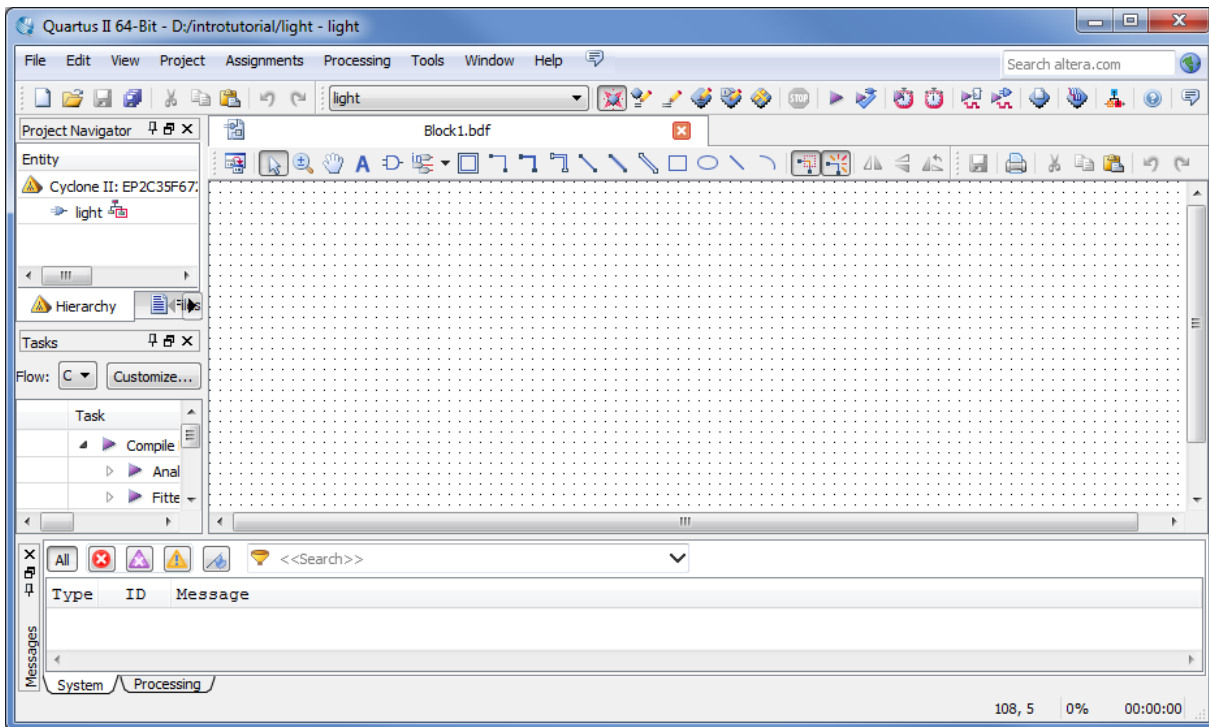 Quartus II 64-Bit - D:/introtutorial/light - light
File Edit View Project Assignments Processing Tools Window Help
Search altera.com
light
STOP
Project Navigator
Block1.bdf
Entity
A
Cyclone II: EP2C35F67
light
Hierarchy
Tasks
Flow: C Customize...
Task
Compile
Anal
Fitte
All <<Search>>
Type ID Message
Messages
System Processing
108, 5 0% 00:00:00